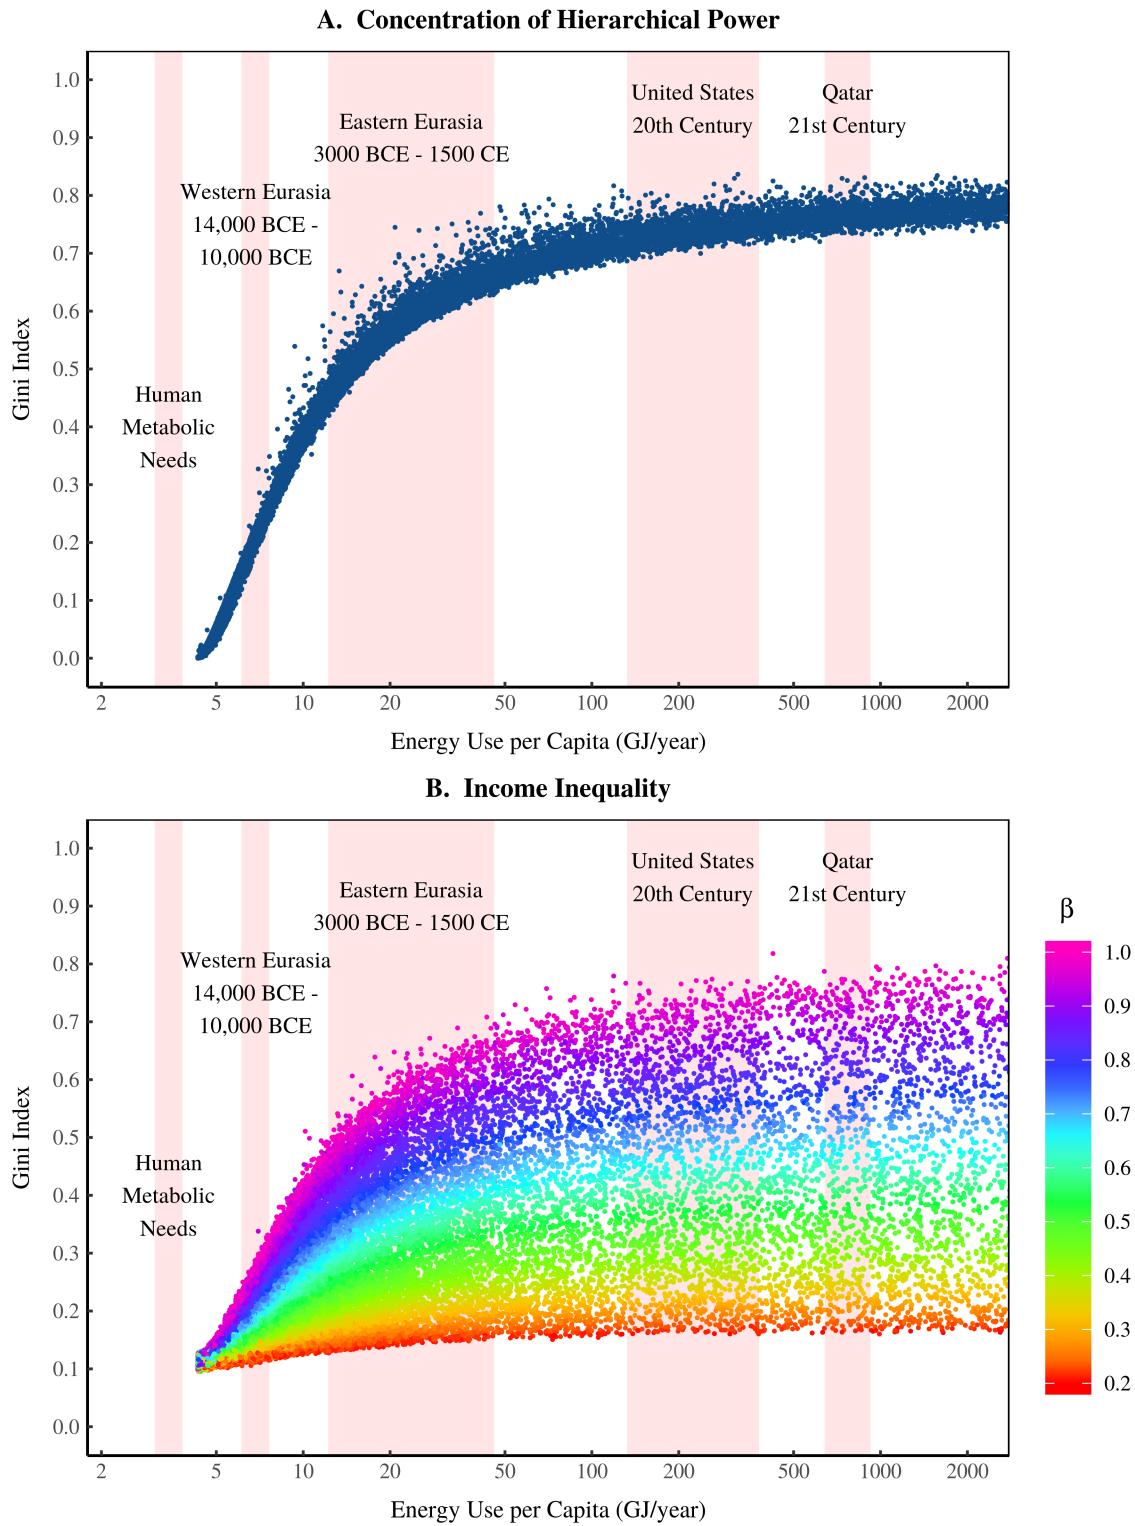 A. Concentration of Hierarchical Power
1.0
0.9
0.8
0.7
0.6
0.5
0.4
0.3
0.2
0.1
0.0
Gini Index
United States
20th Century
Qatar
21st Century
Eastern Eurasia
3000 BCE - 1500 CE
Western Eurasia
14,000 BCE -
10,000 BCE
Human
Metabolic
Needs
2 5 10 20 50 100 200 500 1000 2000
Energy Use per Capita (GJ/year)
B. Income Inequality
1.0
0.9
0.8
0.7
0.6
0.5
0.4
0.3
0.2
0.1
0.0
Gini Index
United States
20th Century
Qatar
21st Century
Eastern Eurasia
3000 BCE - 1500 CE
Western Eurasia
14,000 BCE -
10,000 BCE
Human
Metabolic
Needs
2 5 10 20 50 100 200 500 1000 2000
Energy Use per Capita (GJ/year)
β
1.0
0.9
0.8
0.7
0.6
0.5
0.4
0.3
0.2